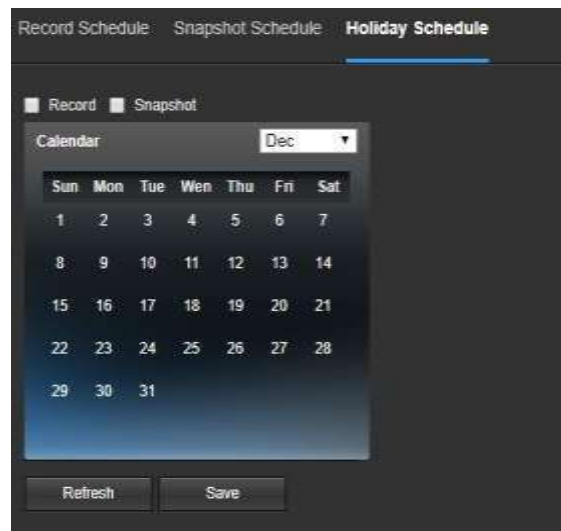 Record Schedule Snapshot Schedule Holiday Schedule
Record Snapshot
Calendar Dec
Sun Mon Tue Wen Thu Fri Sat
1 2 3 4 5 6 7
8 9 10 11 12 13 14
15 16 17 18 19 20 21
22 23 24 25 26 27 28
29 30 31
Refresh Save